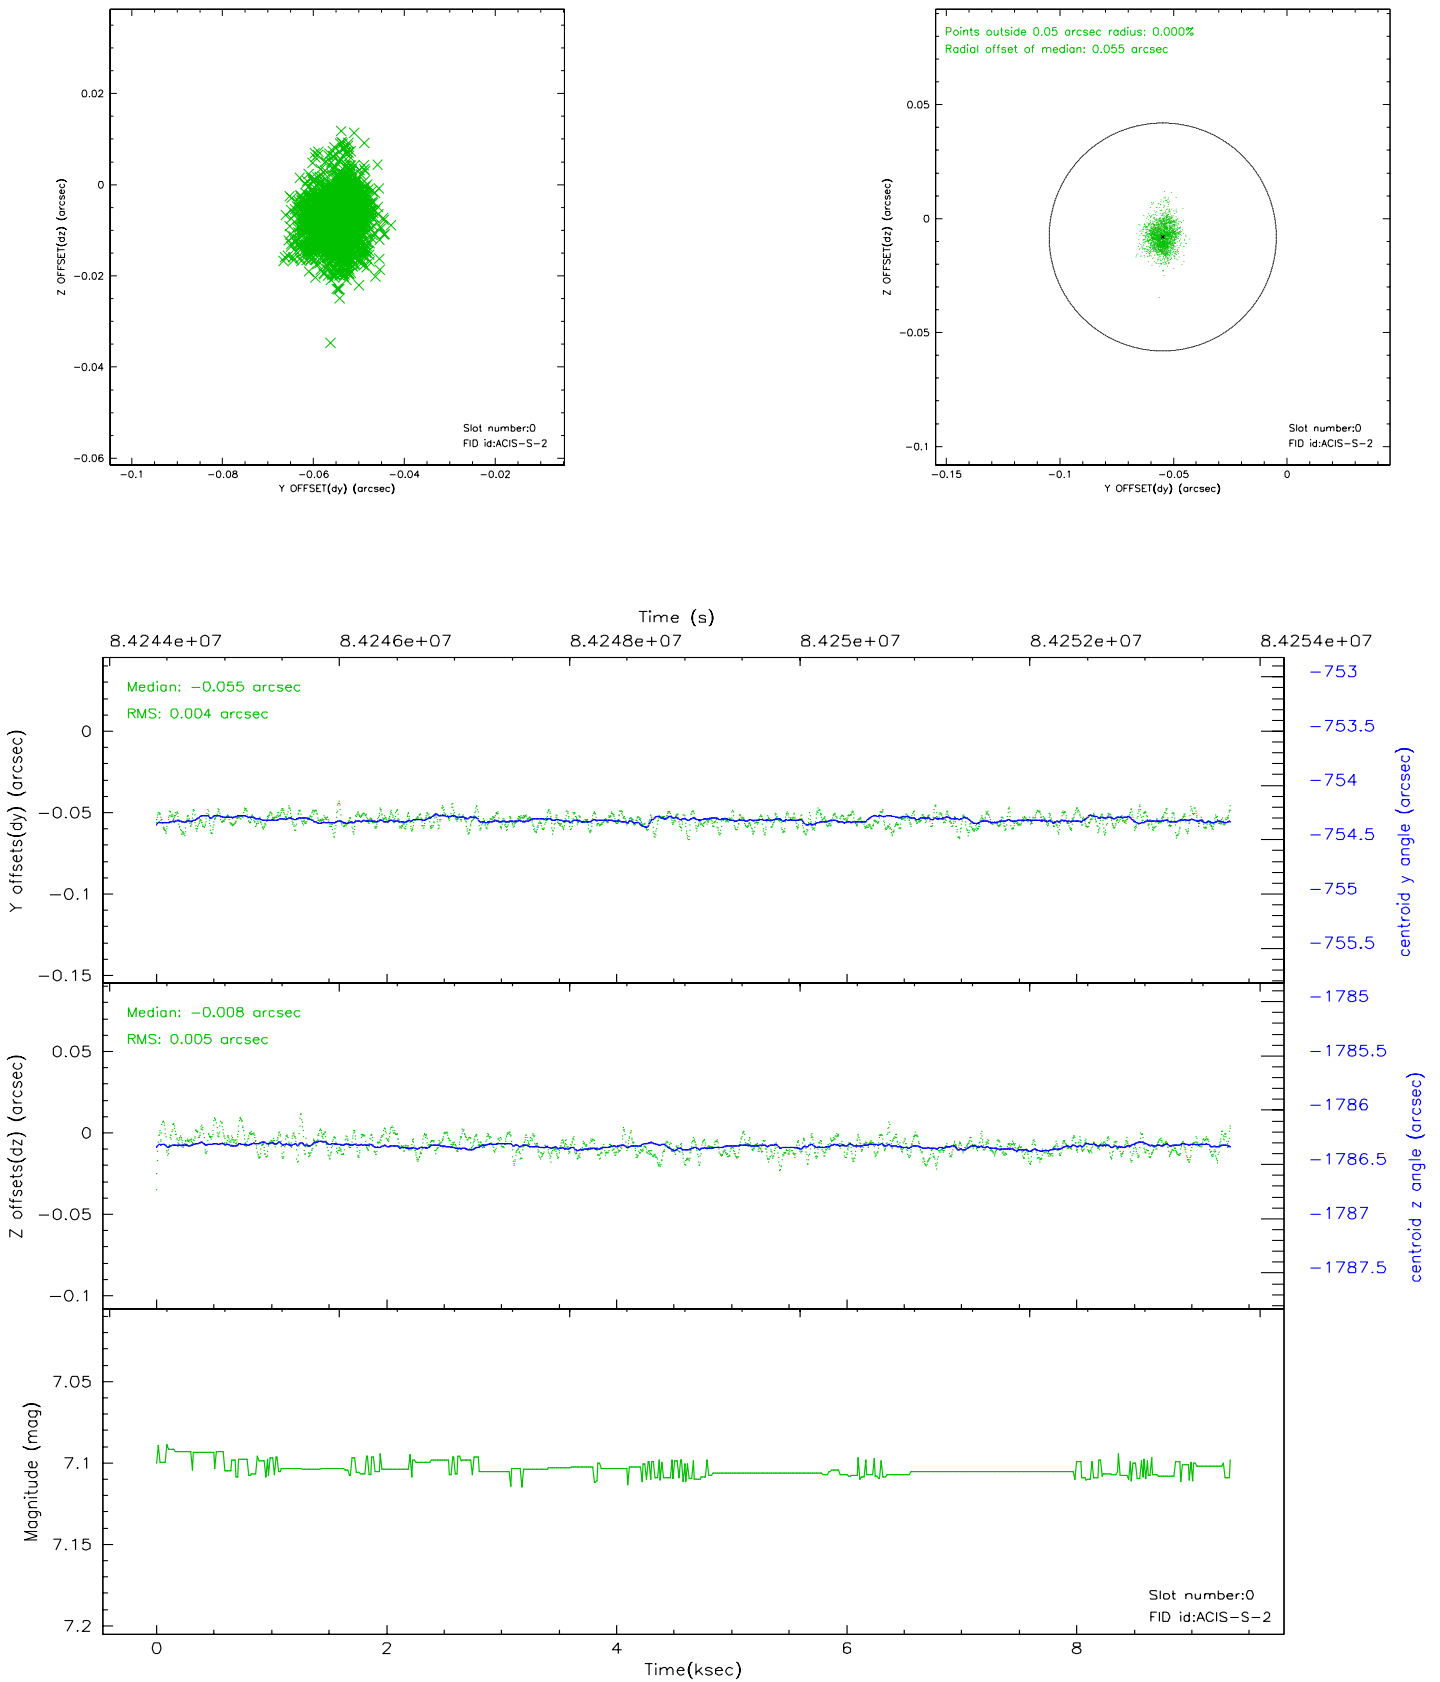 0.02
0
−0.02
−0.04
−0.06
−0.1
−0.08
−0.06
−0.04
−0.02
Z OFFSET(dz) (arcsec)
Y OFFSET(dy) (arcsec)
Slot number:0
FID id:ACIS−S−2
Points outside 0.05 arcsec radius: 0.000%
Radial offset of median: 0.055 arcsec
0.05
0
−0.05
−0.1
−0.15
−0.1
−0.05
0
Z OFFSET(dz) (arcsec)
Y OFFSET(dy) (arcsec)
Slot number:0
FID id:ACIS−S−2
Time (s)
8.4244e+07
8.4246e+07
8.4248e+07
8.425e+07
8.4252e+07
8.4254e+07
Median: −0.055 arcsec
RMS: 0.004 arcsec
0
−0.05
−0.1
−0.15
Y offsets(dy) (arcsec)
−753
−753.5
−754
−754.5
−755
−755.5
centroid y angle (arcsec)
Median: −0.008 arcsec
RMS: 0.005 arcsec
0.05
0
−0.05
−0.1
Z offsets(dz) (arcsec)
−1785
−1785.5
−1786
−1786.5
−1787
−1787.5
centroid z angle (arcsec)
7.05
7.1
7.15
7.2
Magnitude (mag)
Slot number:0
FID id:ACIS−S−2
0
2
4
6
8
Time(ksec)